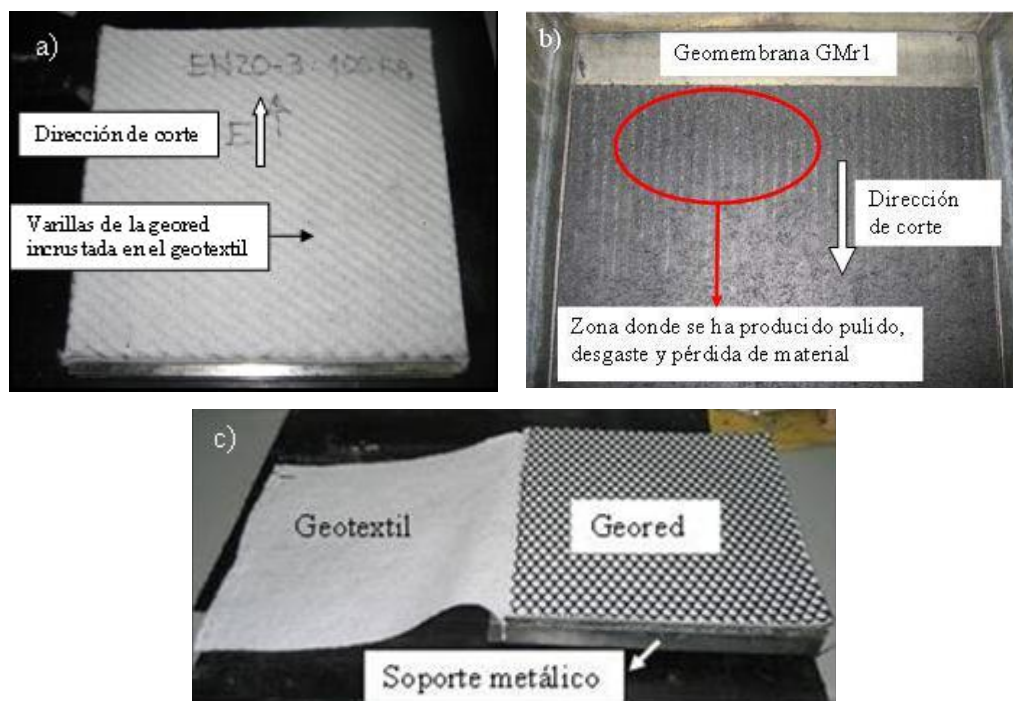 a)
ENZO-3: 100 KPa
E
Dirección de corte
Varillas de la geored
incrustada en el geotextil
b)
Geomembrana GMr1
Dirección
de corte
Zona donde se ha producido pulido,
desgaste y pérdida de material
c)
Geotextil
Geored
Soporte metálico